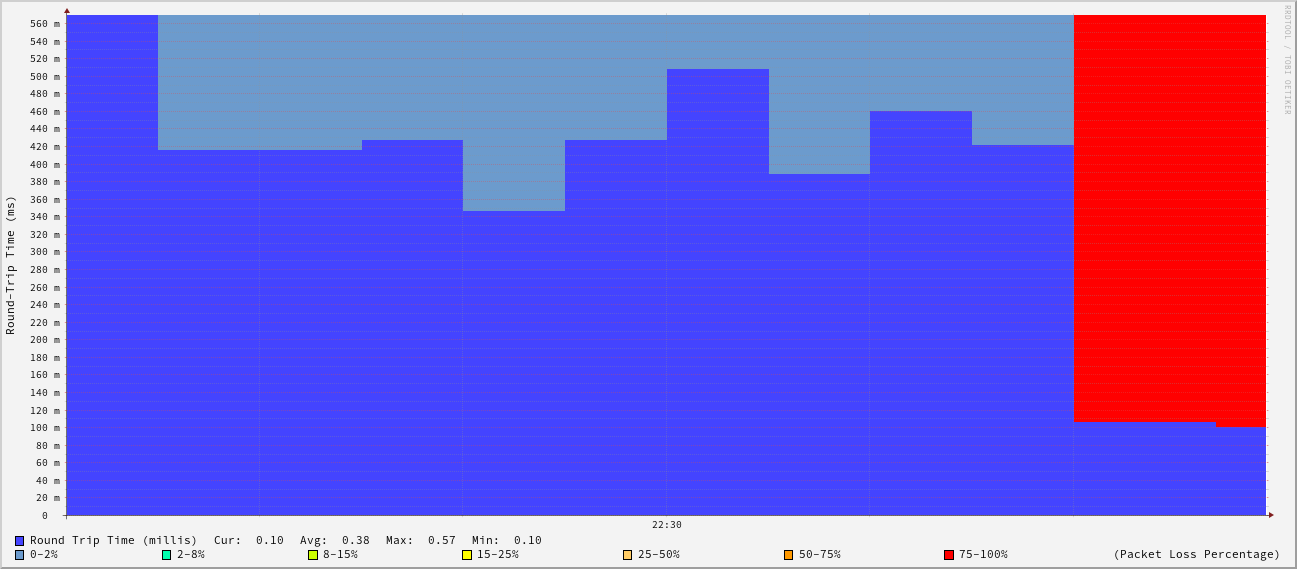 RRDTOOL / TOBI OETIKER
Round-Trip Time (ms)
560 m
540 m
520 m
500 m
480 m
460 m
440 m
420 m
400 m
380 m
360 m
340 m
320 m
300 m
280 m
260 m
240 m
220 m
200 m
180 m
160 m
140 m
120 m
100 m
80 m
60 m
40 m
20 m
0
22:30
Round Trip Time (millis) Cur: 0.10 Avg: 0.38 Max: 0.57 Min: 0.10
0-2% 2-8% 8-15% 15-25% 25-50% 50-75% 75-100% (Packet Loss Percentage)